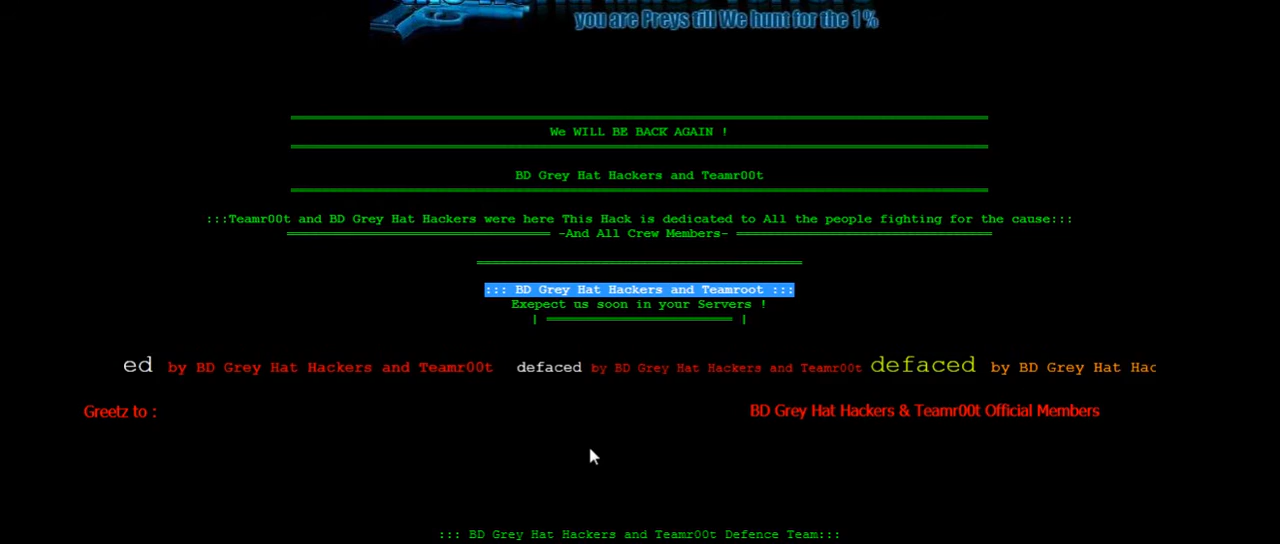 you are Preys till We hunt for the 1%
We WILL BE BACK AGAIN !
BD Grey Hat Hackers and Teamr00t
:::Teamr00t and BD Grey Hat Hackers were here This Hack is dedicated to All the people fighting for the cause:::
-And All Crew Members-
::: BD Grey Hat Hackers and Teamroot :::
Exepect us soon in your Servers !
| |
ed by BD Grey Hat Hackers and Teamr00t defaced by BD Grey Hat Hackers and Teamr00t defaced by BD Grey Hat Hac
Greetz to : BD Grey Hat Hackers & Teamr00t Official Members
::: BD Grey Hat Hackers and Teamr00t Defence Team:::